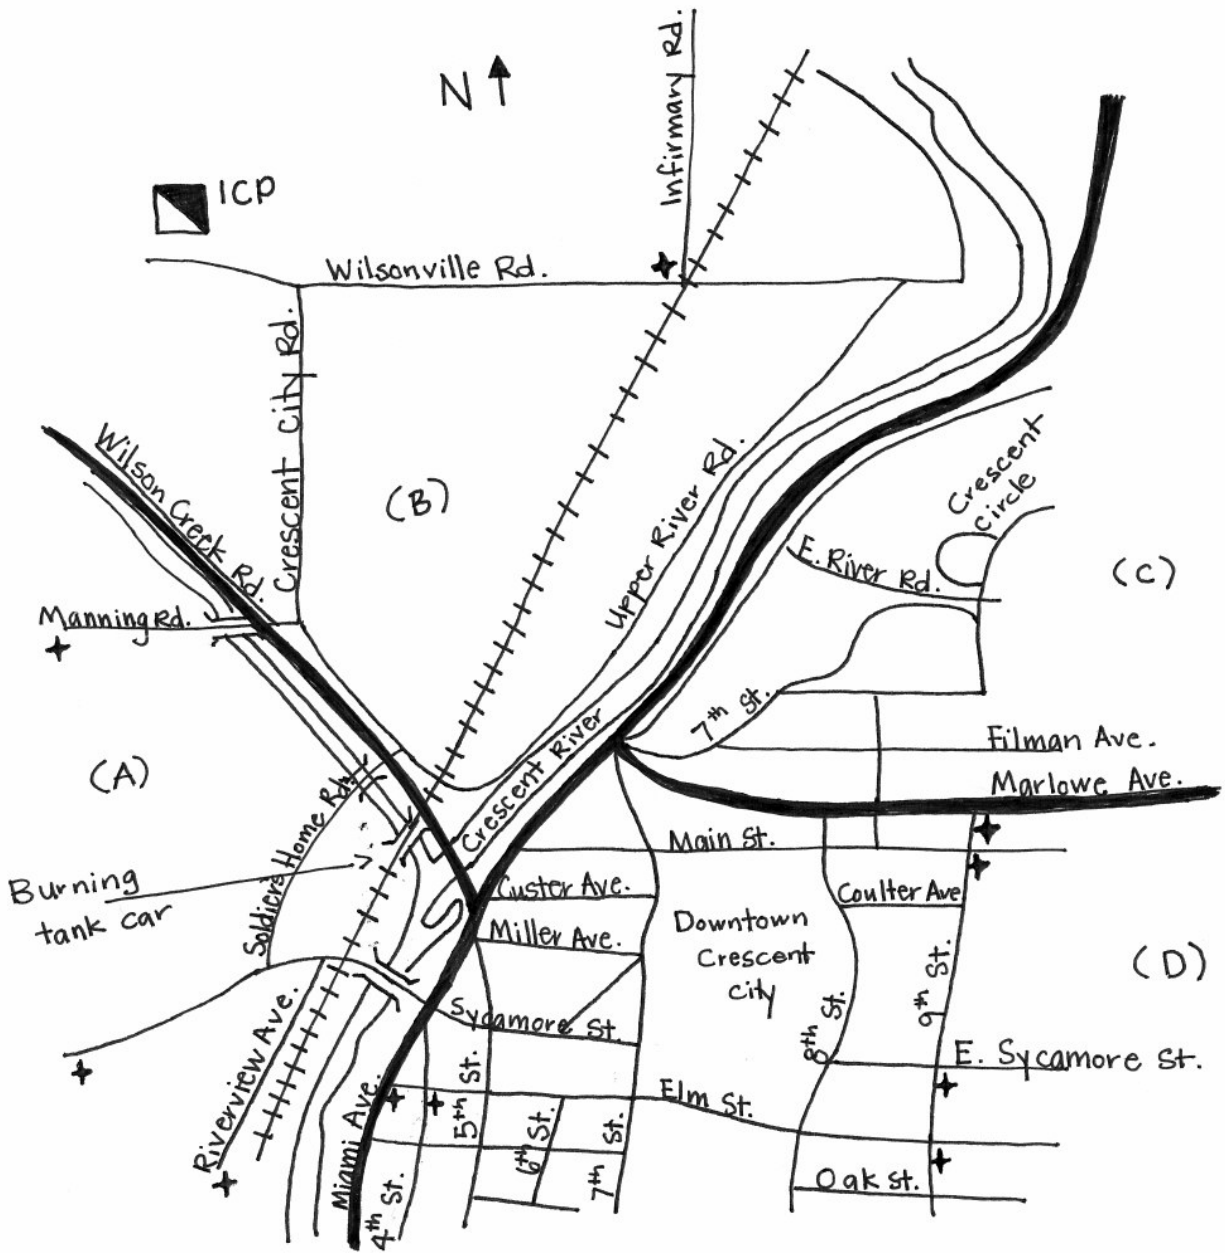 N
Infirmary Rd.
ICP
Wilsonville Rd.
Crescent City Rd.
Wilson Creek Rd.
(B)
Upper River Rd.
Crescent
Circle
E. River Rd.
(C)
Manning Rd.
7th St.
Filman Ave.
Marlowe Ave.
(A)
Soldiers Home Rd.
Crescent River
Main St.
Burning
tank car
Custer Ave.
Coulter Ave
Miller Ave.
Downtown
Crescent
City
(D)
Sycamore St.
8th St.
9th St.
E. Sycamore St.
Riverview Ave.
Miami Ave.
4th St.
5th St.
6th St.
7th St.
Elm St.
Oak St.